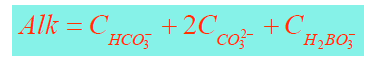 Alk = C_{HCO_3^-} + 2C_{CO_3^{2-}} + C_{H_2BO_3^-}